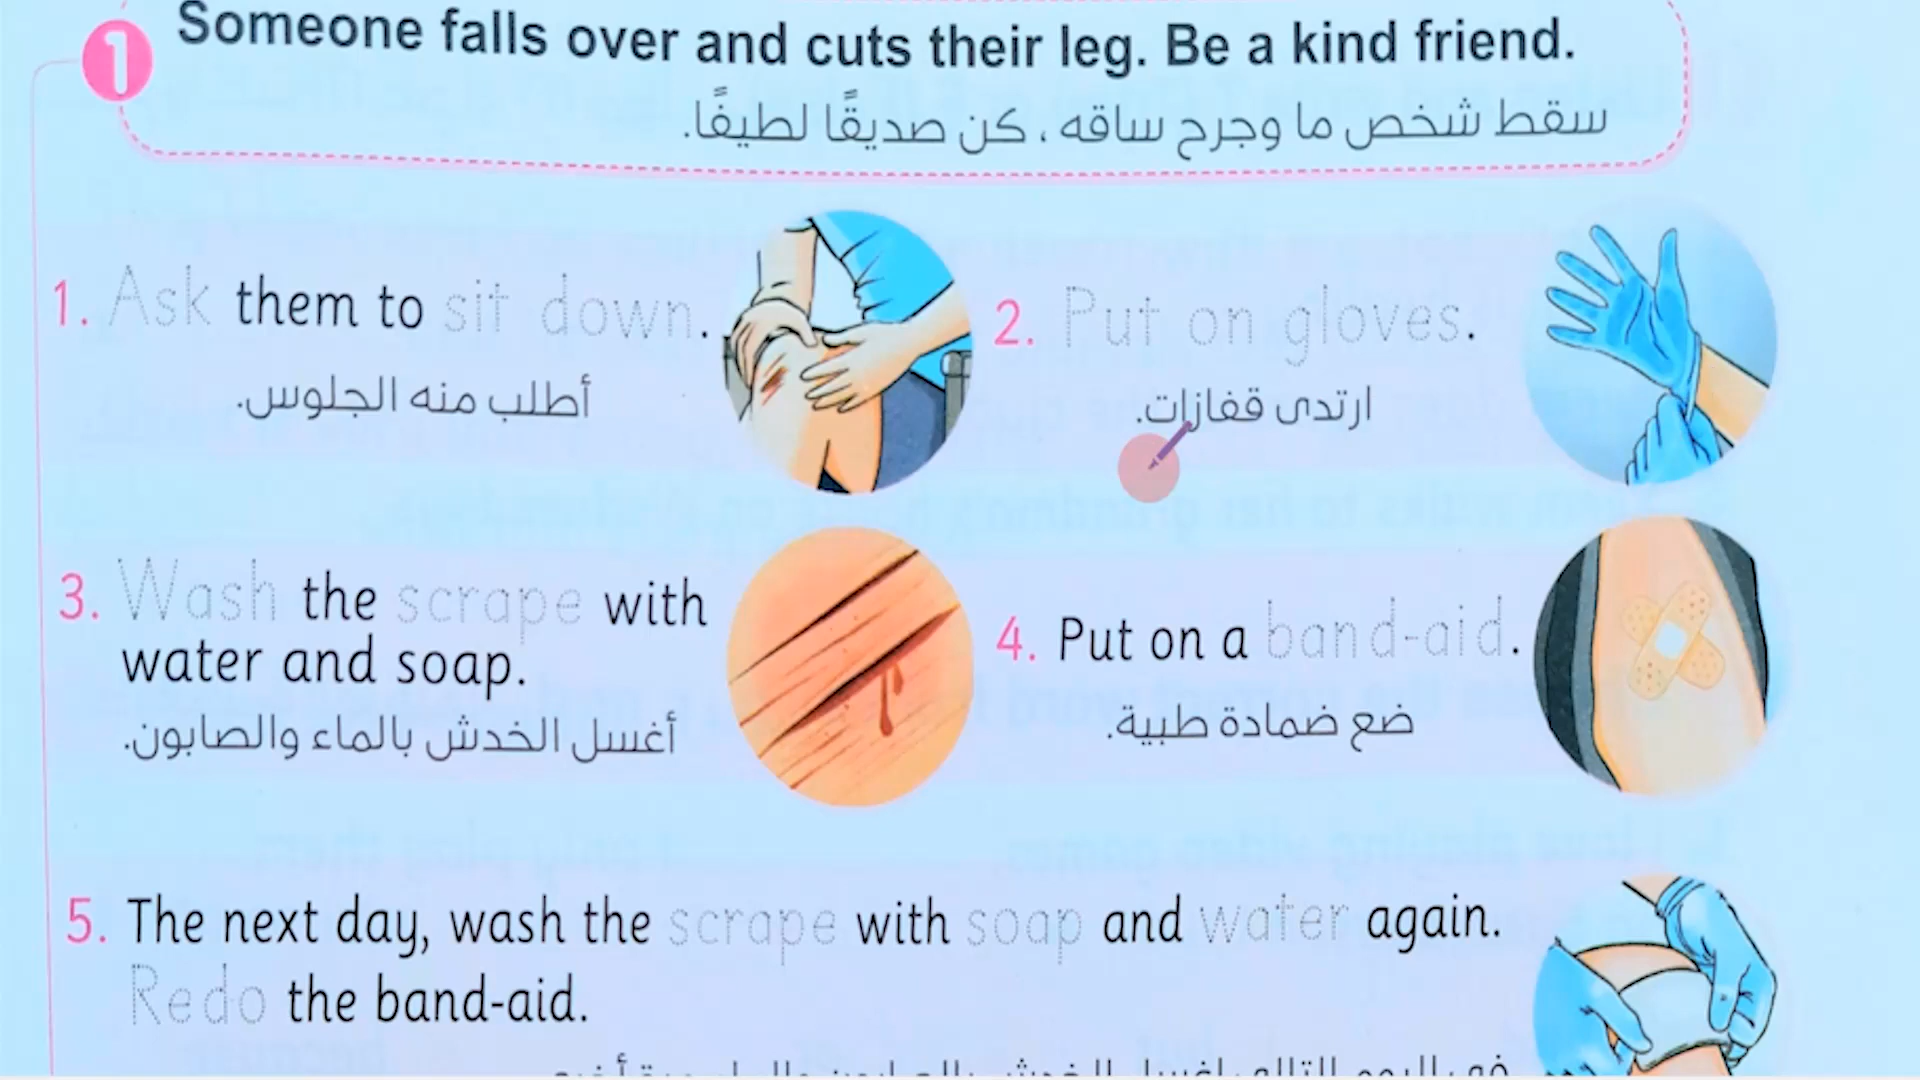 1 Someone falls over and cuts their leg. Be a kind friend.
سقط شخص ما وجرح ساقه ، كن صديقًا لطيفًا.
1. Ask them to sit down.
أطلب منه الجلوس.
2. Put on gloves.
ارتدى قفازات.
3. Wash the scrape with
water and soap.
أغسل الخدش بالماء والصابون.
4. Put on a band-aid.
ضع ضمادة طبية.
5. The next day, wash the scrape with soap and water again.
Redo the band-aid.